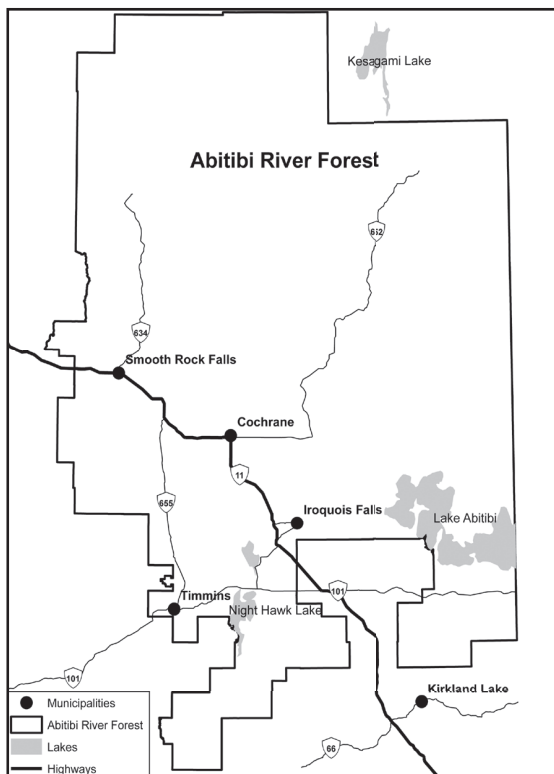 Kesagami Lake
Abitibi River Forest
652
634
Smooth Rock Falls
Cochrane
11
655
Iroquois Falls
Lake Abitibi
101
Timmins
Night Hawk Lake
101
Kirkland Lake
66
Municipalities
Abitibi River Forest
Lakes
Highways